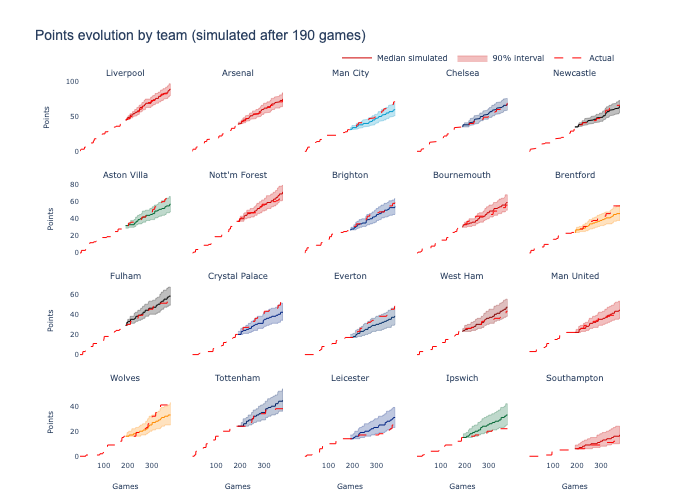 Points evolution by team (simulated after 190 games)
Median simulated 90% interval Actual
Liverpool Arsenal Man City Chelsea Newcastle
100
50
0
Points
Aston Villa Nott'm Forest Brighton Bournemouth Brentford
80
60
40
20
0
Points
Fulham Crystal Palace Everton West Ham Man United
60
40
20
0
Points
Wolves Tottenham Leicester Ipswich Southampton
40
20
0
Points
100 200 300 100 200 300 100 200 300 100 200 300 100 200 300
Games Games Games Games Games